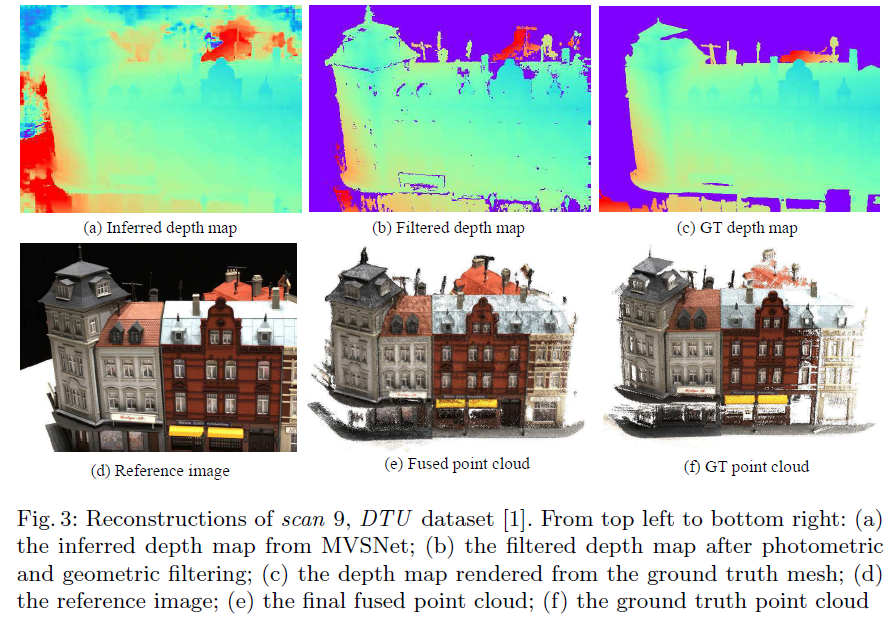 (a) Inferred depth map
(b) Filtered depth map
(c) GT depth map
(d) Reference image
(e) Fused point cloud
(f) GT point cloud
Fig. 3: Reconstructions of scan 9, DTU dataset [1]. From top left to bottom right: (a)
the inferred depth map from MVSNet; (b) the filtered depth map after photometric
and geometric filtering; (c) the depth map rendered from the ground truth mesh; (d)
the reference image; (e) the final fused point cloud; (f) the ground truth point cloud